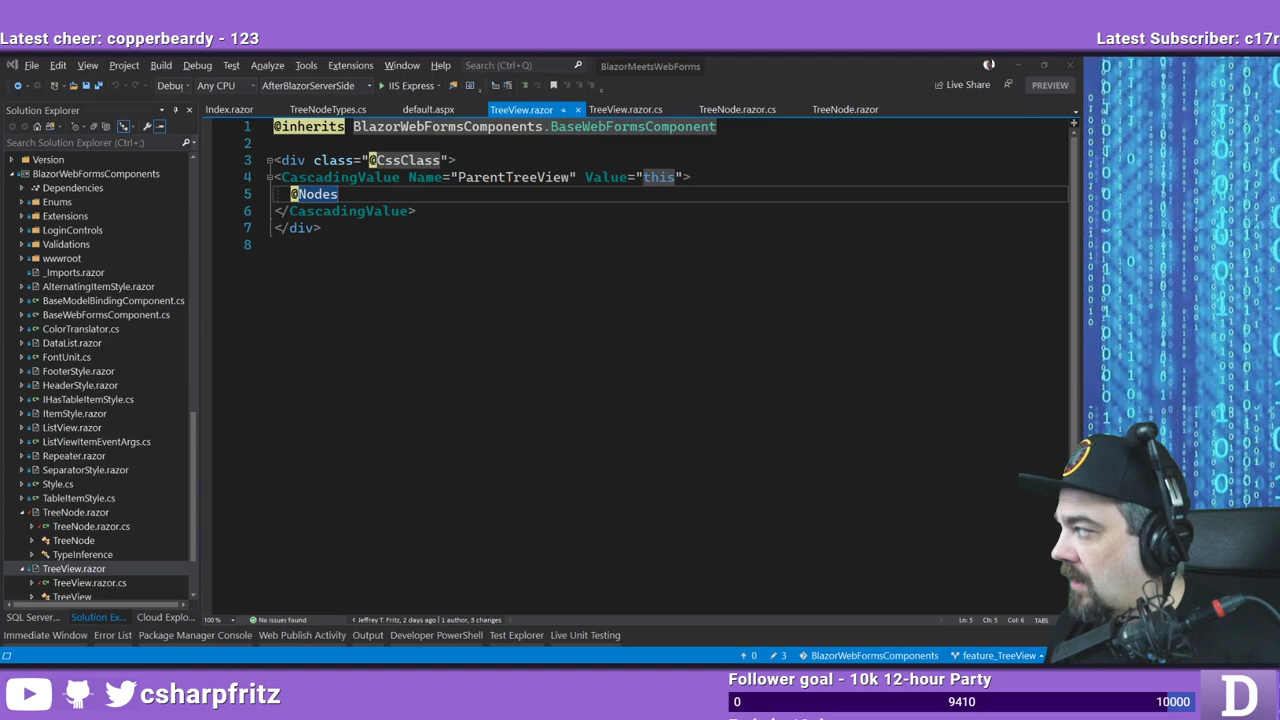 Latest cheer: copperbeardy - 123
Latest Subscriber: c17r
File Edit View Project Build Debug Test Analyze Tools Extensions Window Help Search (Ctrl+Q) BlazorMeetsWebForms
Debug Any CPU AfterBlazorServerSide IIS Express Live Share PREVIEW
Solution Explorer
Index.razor TreeNodeTypes.cs default.aspx TreeView.razor TreeView.razor.cs TreeNode.razor.cs TreeNode.razor
Search Solution Explorer (Ctrl+;)
Version
BlazorWebFormsComponents
Dependencies
Enums
Extensions
LoginControls
Validations
wwwroot
_Imports.razor
AlternatingItemStyle.razor
BaseModelBindingComponent.cs
BaseWebFormsComponent.cs
ColorTranslator.cs
DataList.razor
FontUnit.cs
FooterStyle.razor
HeaderStyle.razor
IHasTableItemStyle.cs
ItemStyle.razor
ListView.razor
ListViewItemEventArgs.cs
Repeater.razor
SeparatorStyle.razor
Style.cs
TableItemStyle.cs
TreeNode.razor
TreeNode.razor.cs
TreeNode
TypeInference
TreeView.razor
TreeView.razor.cs
TreeView
1 @inherits BlazorWebFormsComponents.BaseWebFormsComponent
2
3 <div class="@CssClass">
4 <CascadingValue Name="ParentTreeView" Value="this">
5 @Nodes
6 </CascadingValue>
7 </div>
8
SQL Server... Solution Ex... Cloud Explo...
100% No issues found Jeffrey T. Fritz, 2 days ago | 1 author, 3 changes Ln: 5 Ch: 5 Col: 6 TABS
Immediate Window Error List Package Manager Console Web Publish Activity Output Developer PowerShell Test Explorer Live Unit Testing
0 3 BlazorWebFormsComponents feature_TreeView
csharpfritz
Follower goal - 10k 12-hour Party
0 9410 10000
D